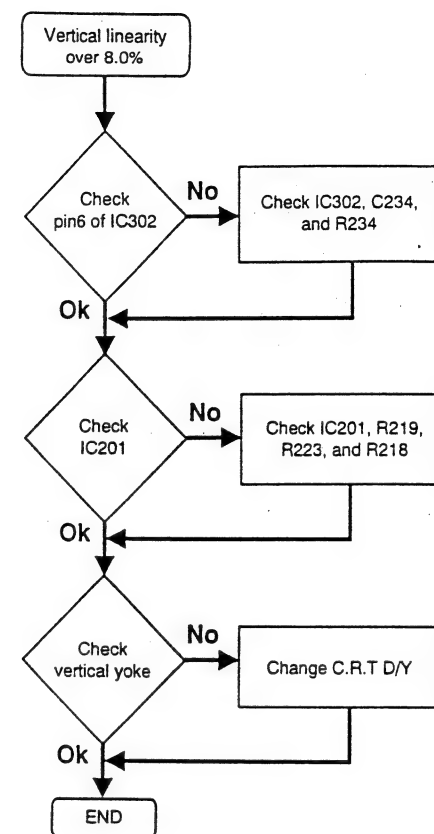 Vertical linearity
over 8.0%
Check
pin6 of IC302
No
Check IC302, C234,
and R234
Ok
Check
IC201
No
Check IC201, R219,
R223, and R218
Ok
Check
vertical yoke
No
Change C.R.T D/Y
Ok
END